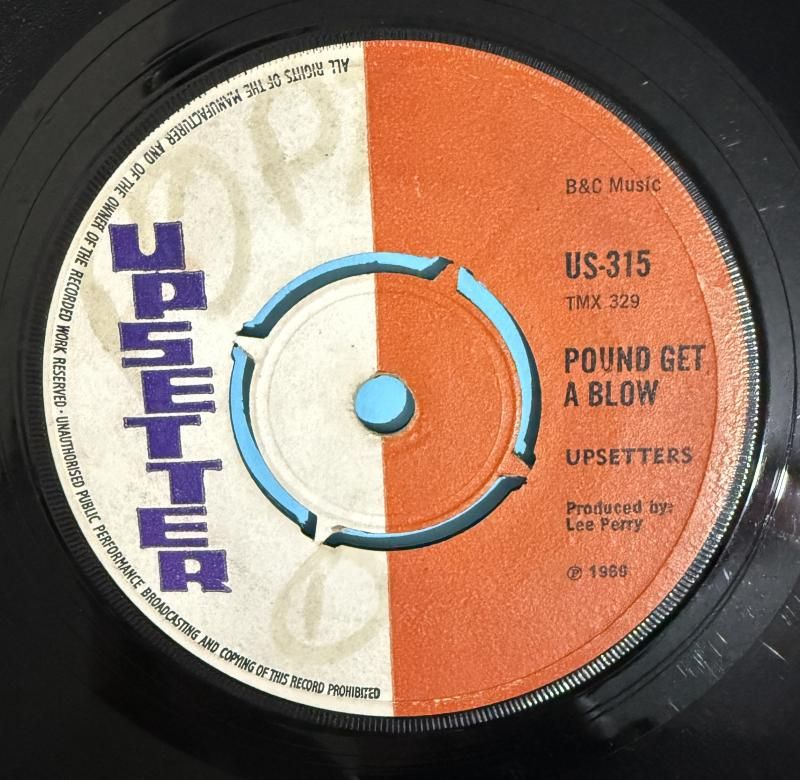 ALL RIGHTS OF THE MANUFACTURER AND OF THE OWNER OF THE RECORDED WORK RESERVED · UNAUTHORISED PUBLIC PERFORMANCE BROADCASTING AND COPYING OF THIS RECORD PROHIBITED
UPSETTER
B&C Music
US-315
TMX 329
POUND GET
A BLOW
UPSETTERS
Produced by:
Lee Perry
℗ 1969